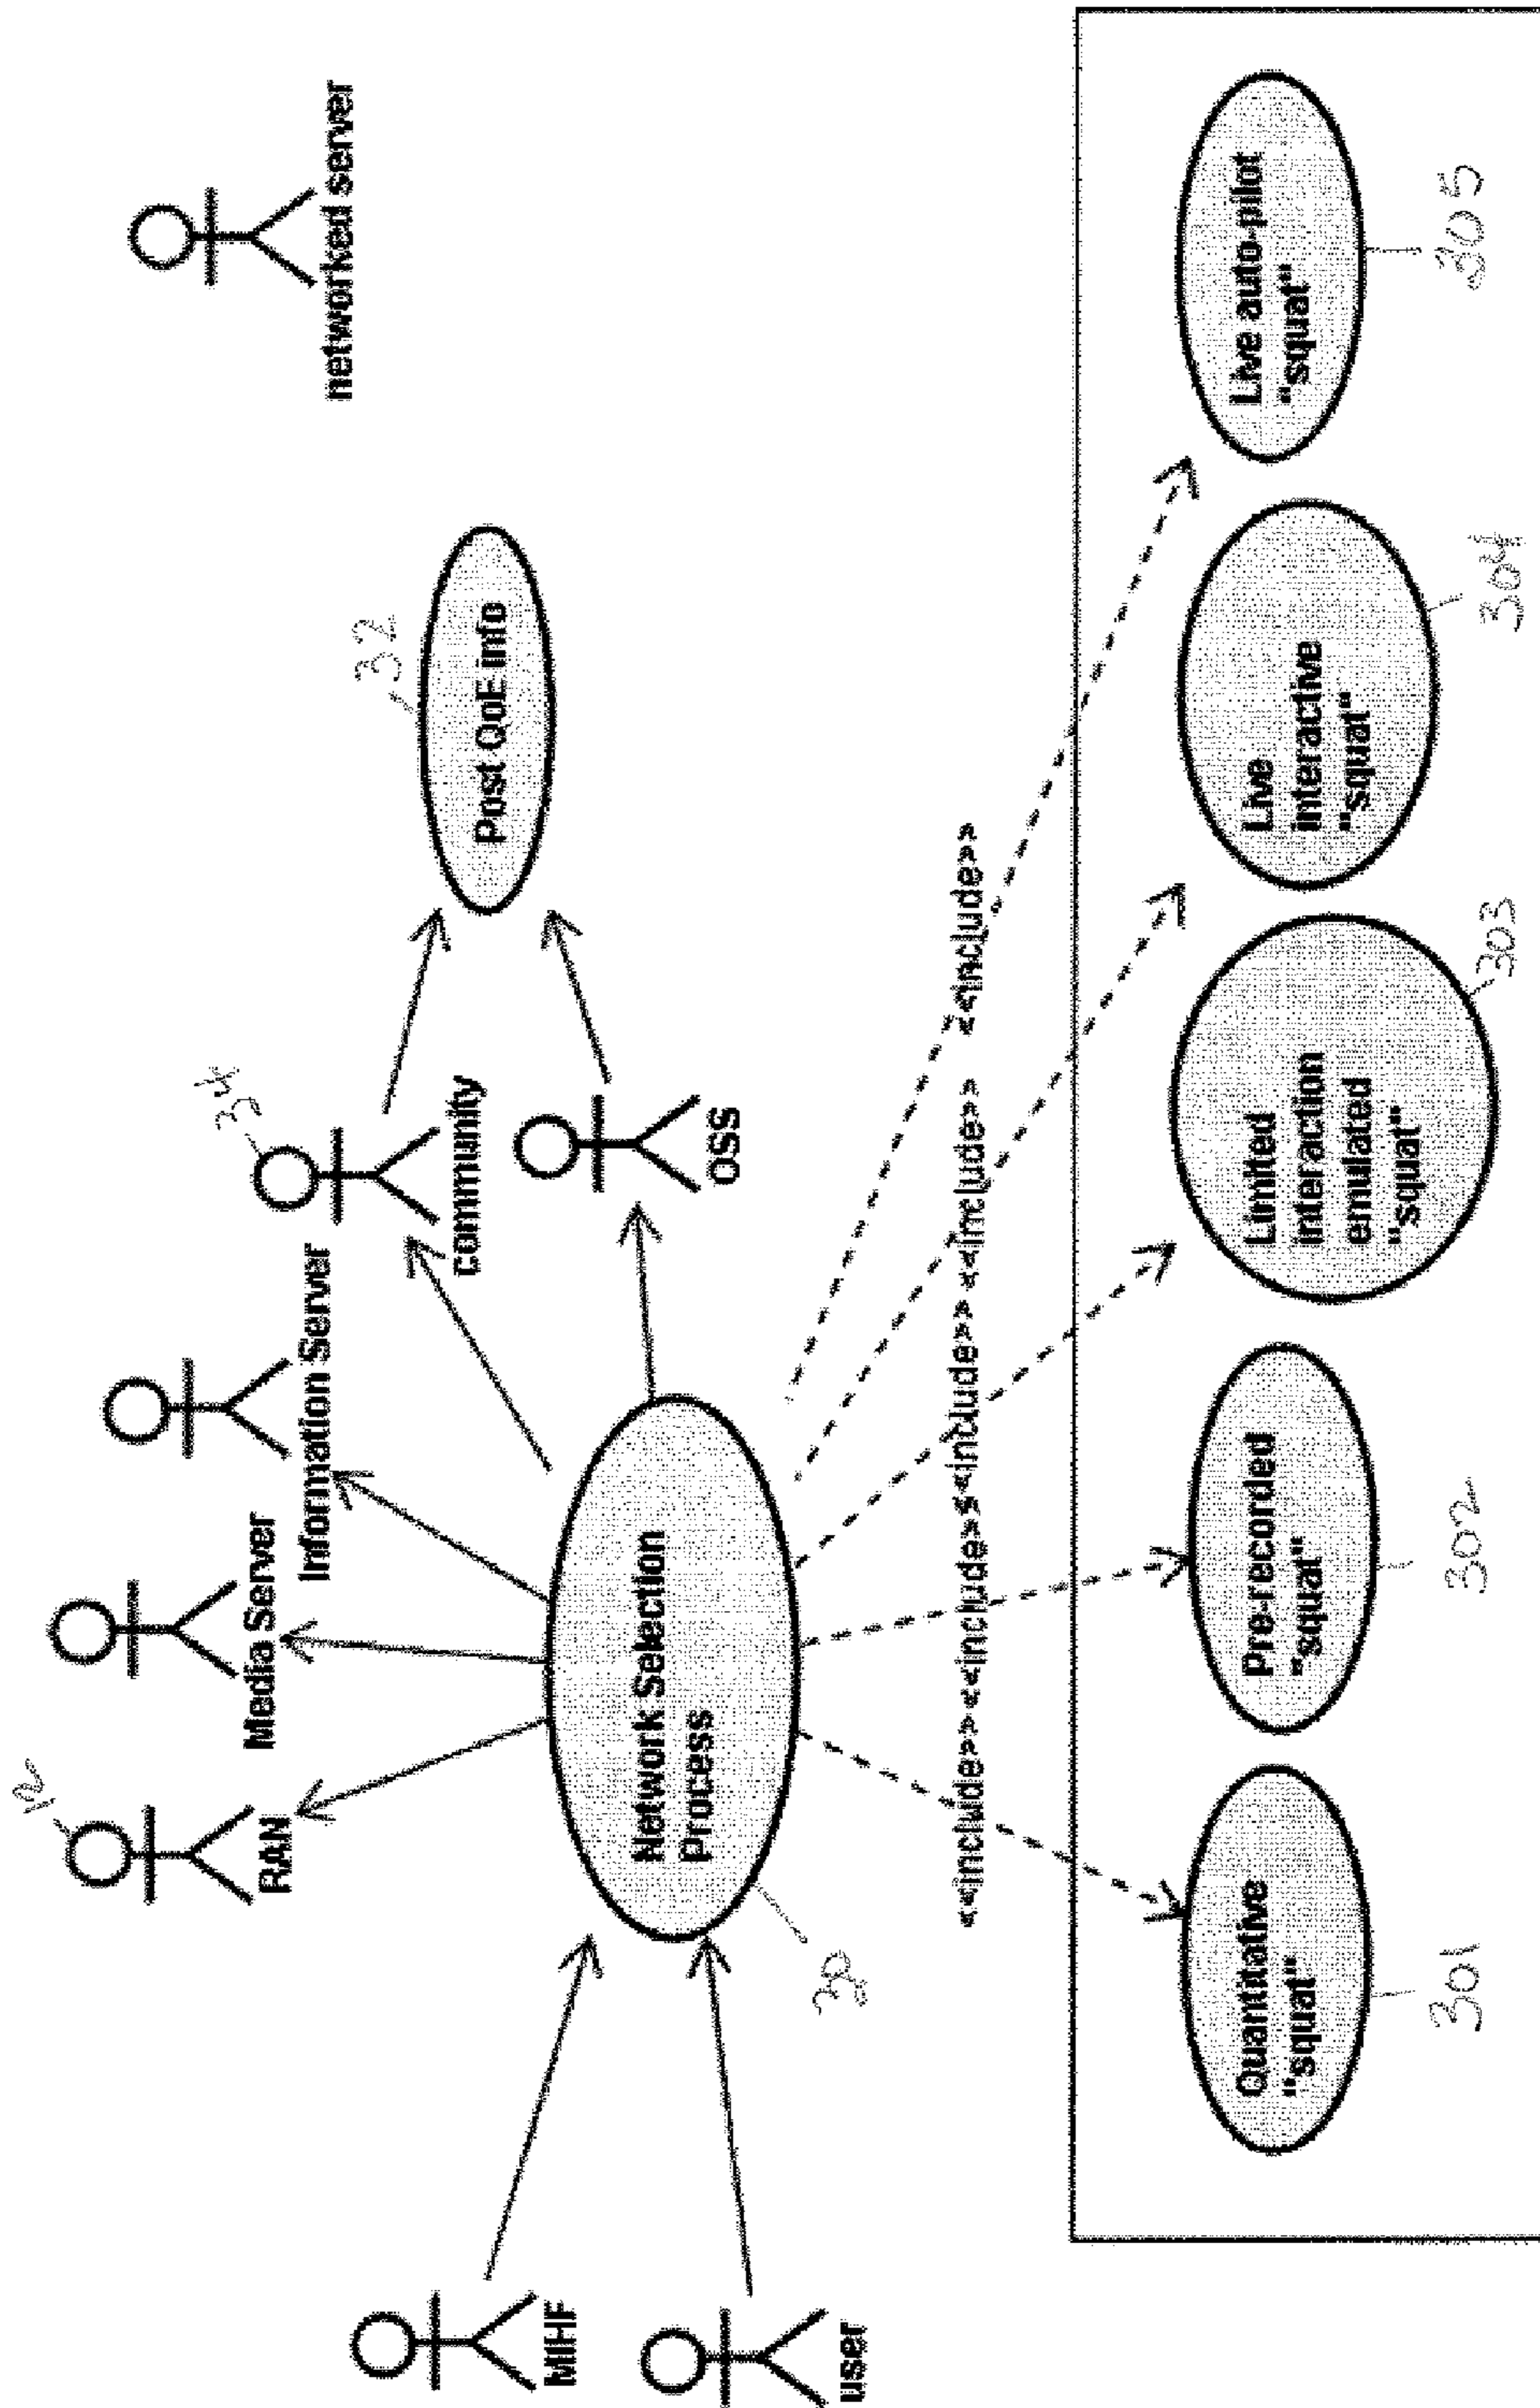 networked server
12
34
32
RAN
Media Server
Information Server
community
OSS
Post QoE info
MIHF
user
Network Selection
Process
30
<<include>>
<<include>>
<<include>>
<<include>>
<<include>>
Quantitative
"squat"
Pre-recorded
"squat"
Limited
interaction
emulated
"squat"
Live
interactive
"squat"
Live auto-pilot
"squat"
301
302
303
304
305